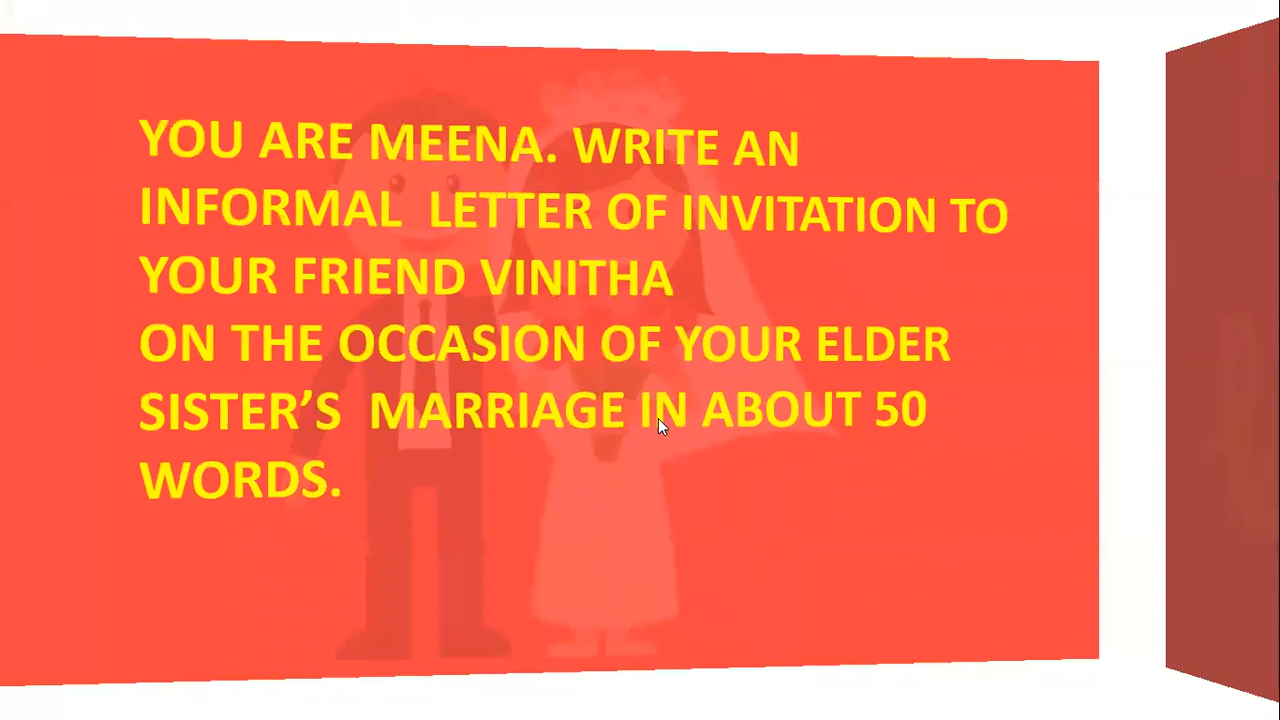 YOU ARE MEENA. WRITE AN
INFORMAL LETTER OF INVITATION TO
YOUR FRIEND VINITHA
ON THE OCCASION OF YOUR ELDER
SISTER’S MARRIAGE IN ABOUT 50
WORDS.